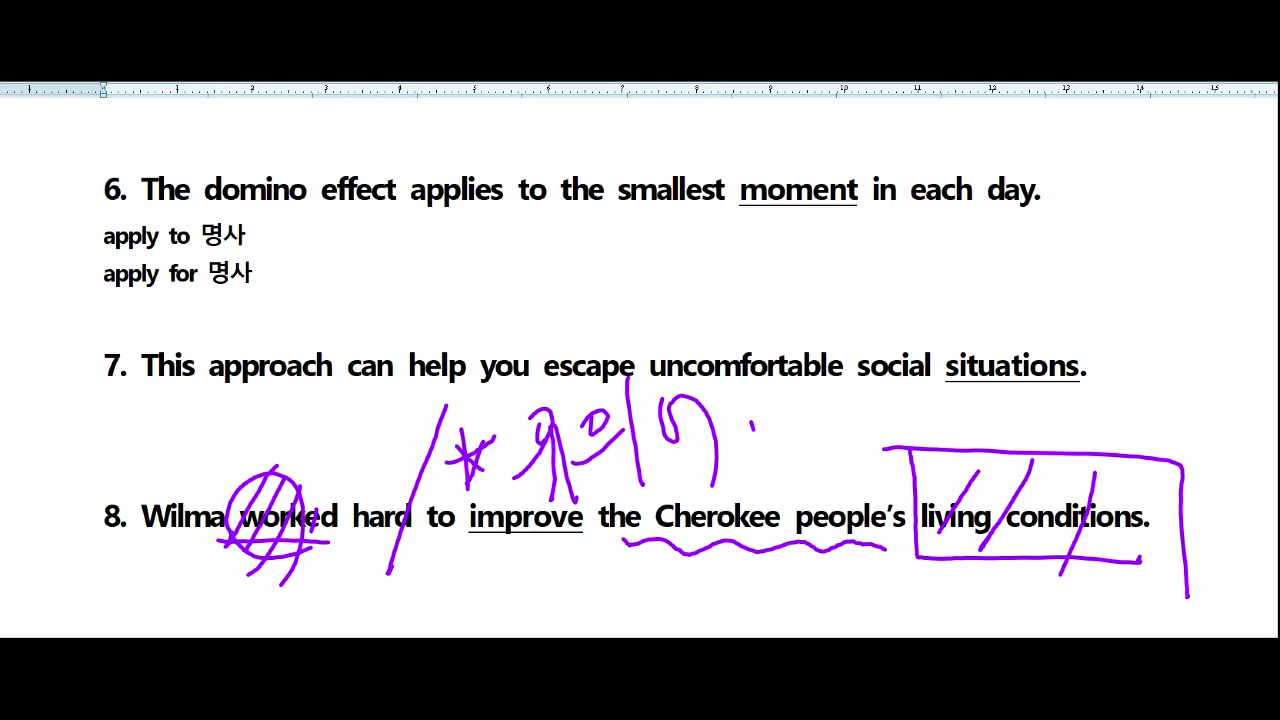 6. The domino effect applies to the smallest moment in each day.
apply to 명사
apply for 명사
7. This approach can help you escape uncomfortable social situations.
8. Wilma worked hard to improve the Cherokee people's living conditions.